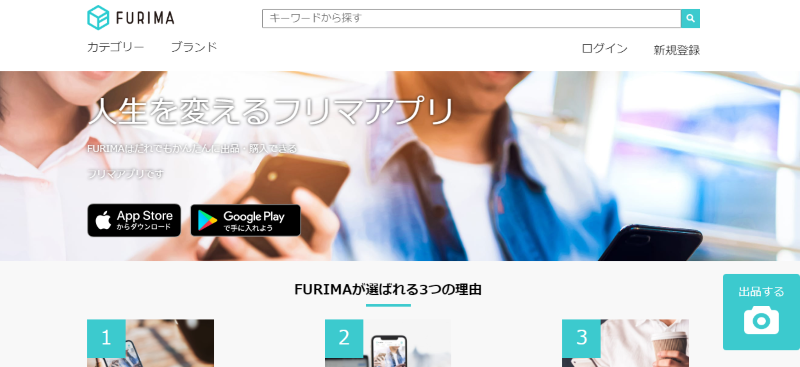 FURIMA
キーワードから探す
カテゴリー
ブランド
ログイン
新規登録
人生を変えるフリマアプリ
FURIMAはだれでもかんたんに出品・購入できる
フリマアプリです
App Store
からダウンロード
Google Play
で手に入れよう
FURIMAが選ばれる3つの理由
出品する
1
2
3